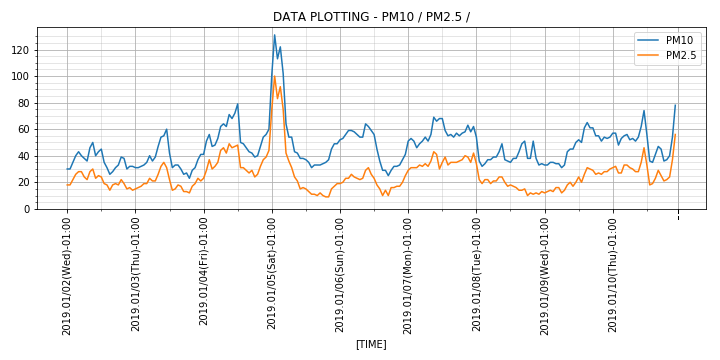 DATA PLOTTING - PM10 / PM2.5 /
PM10
PM2.5
120
100
80
60
40
20
0
2019.01/02(Wed)-01:00
2019.01/03(Thu)-01:00
2019.01/04(Fri)-01:00
2019.01/05(Sat)-01:00
2019.01/06(Sun)-01:00
2019.01/07(Mon)-01:00
2019.01/08(Tue)-01:00
2019.01/09(Wed)-01:00
2019.01/10(Thu)-01:00
--
[TIME]